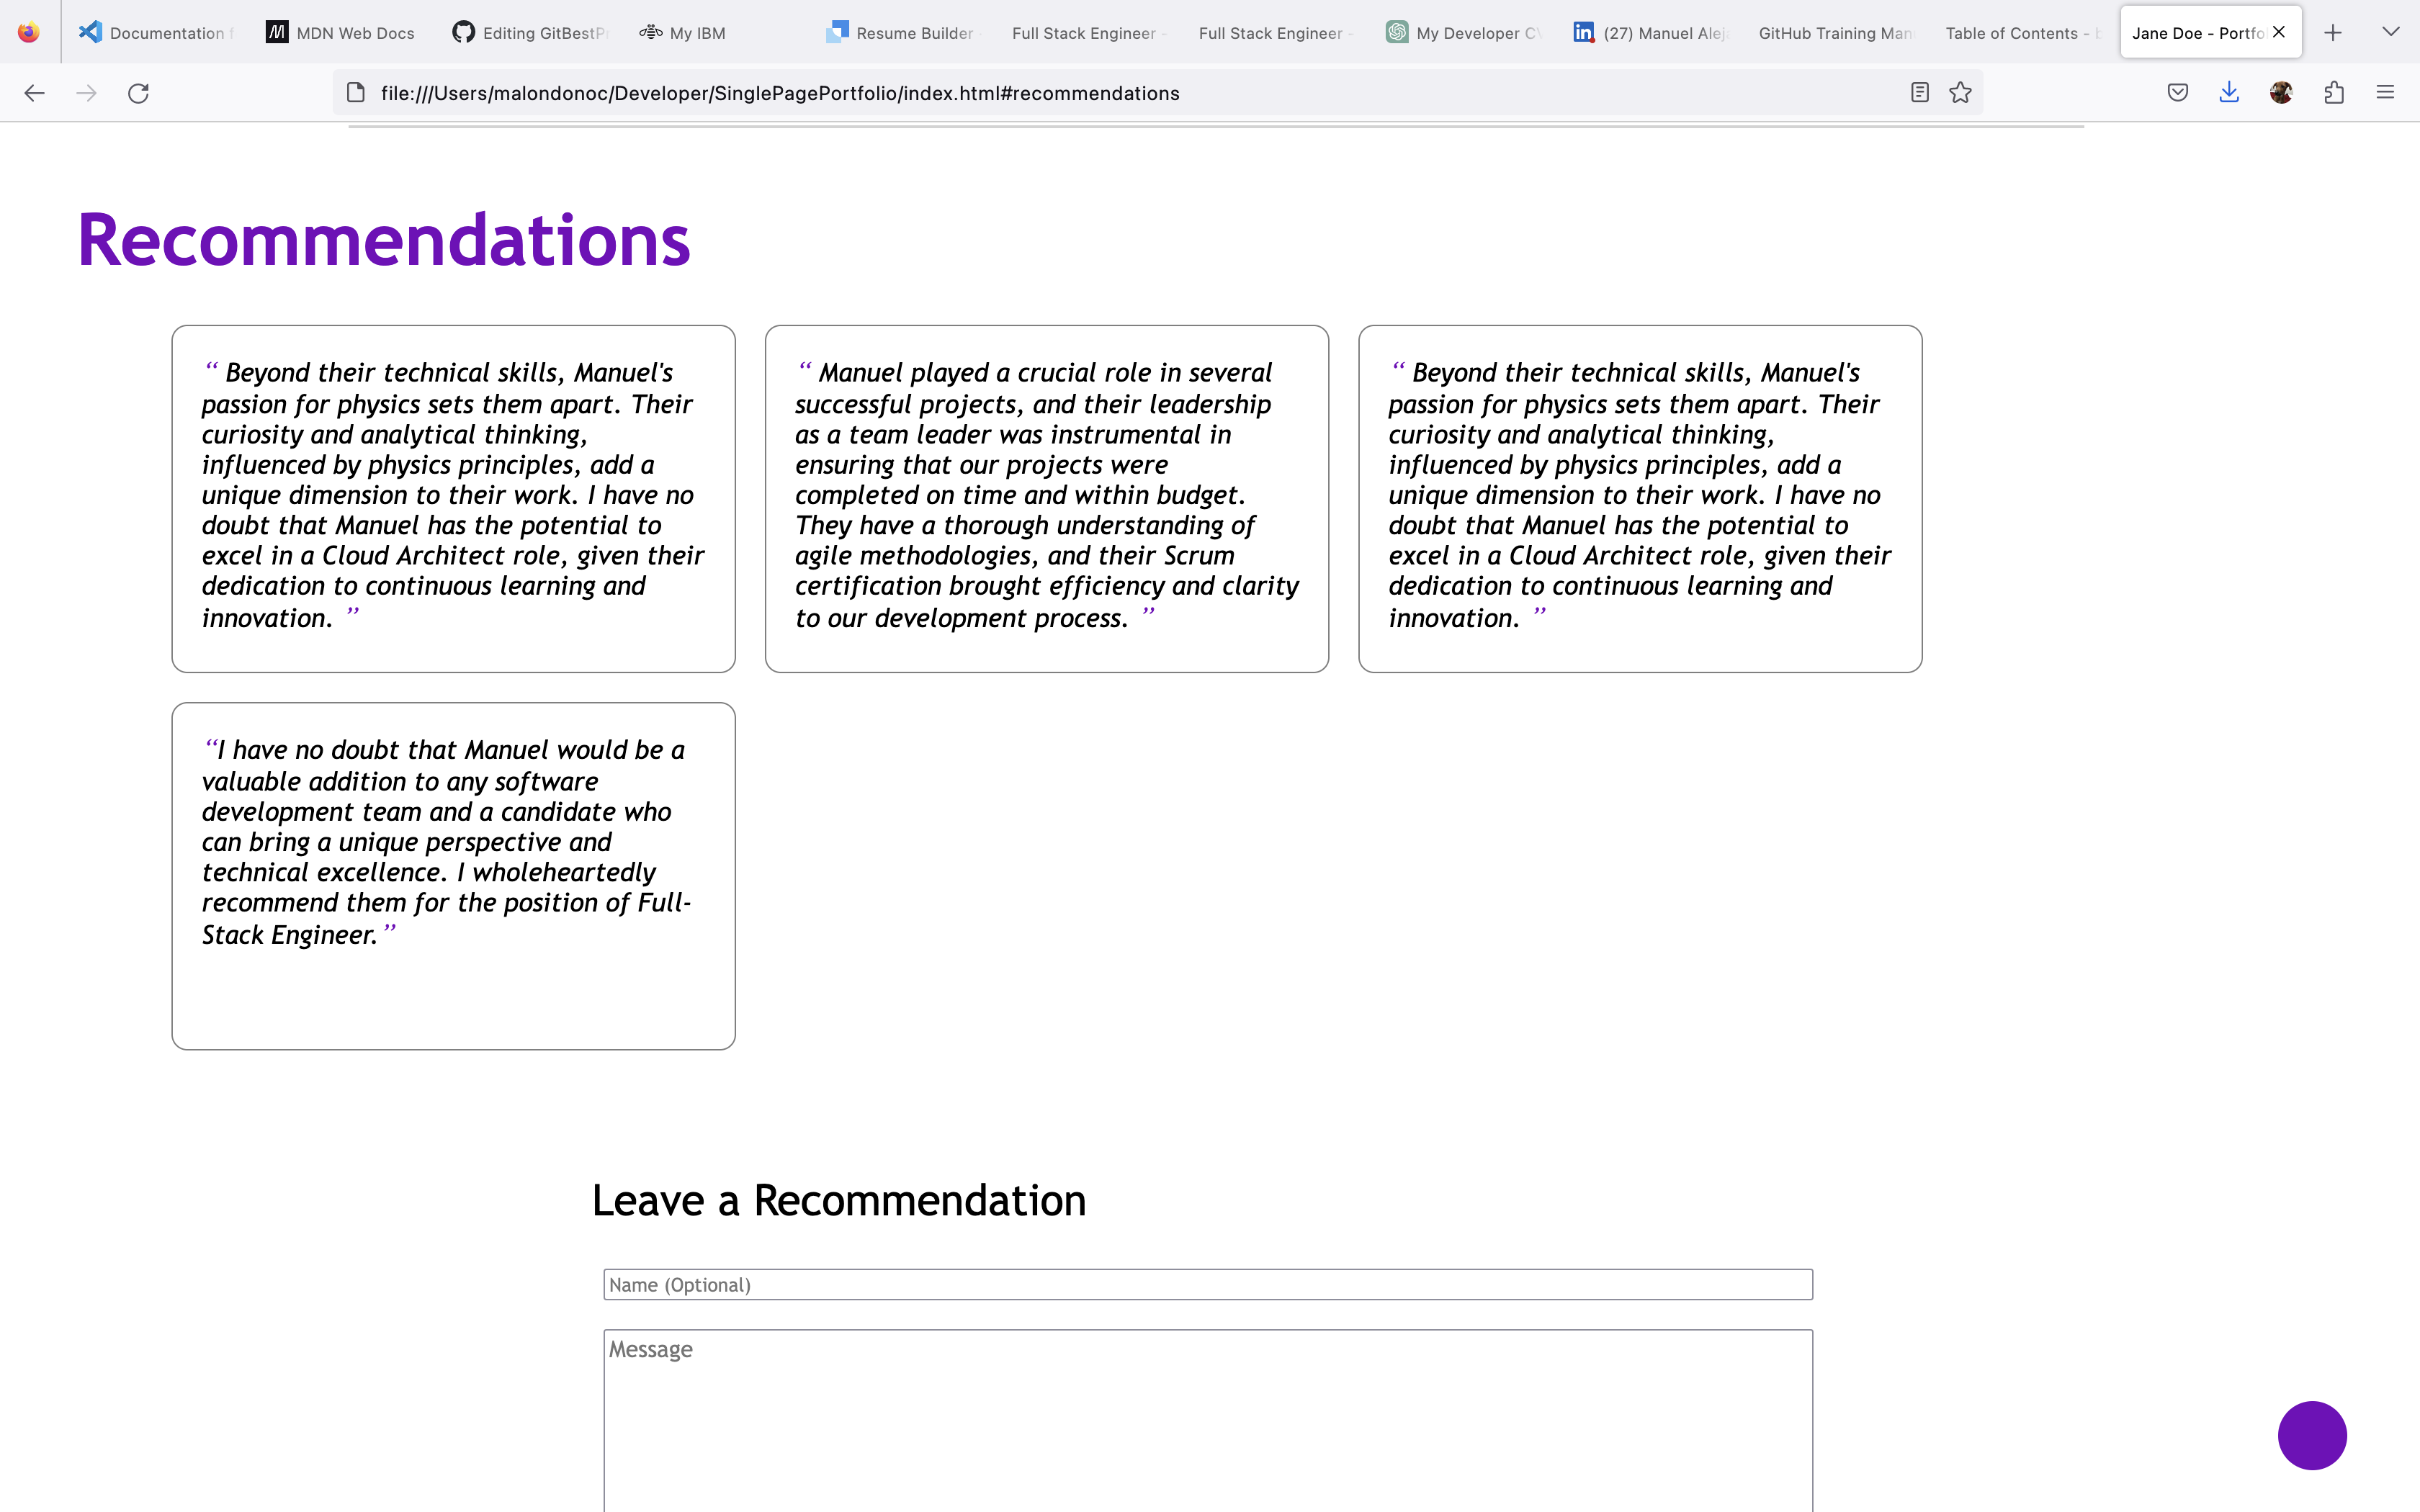 Documentation f
MDN Web Docs
Editing GitBestPr
My IBM
Resume Builder -
Full Stack Engineer -
Full Stack Engineer -
My Developer CV
(27) Manuel Alej
GitHub Training Man
Table of Contents - b
Jane Doe - Portfo
file:///Users/malondonoc/Developer/SinglePagePortfolio/index.html#recommendations
Recommendations
“ Beyond their technical skills, Manuel's
passion for physics sets them apart. Their
curiosity and analytical thinking,
influenced by physics principles, add a
unique dimension to their work. I have no
doubt that Manuel has the potential to
excel in a Cloud Architect role, given their
dedication to continuous learning and
innovation. ”
“ Manuel played a crucial role in several
successful projects, and their leadership
as a team leader was instrumental in
ensuring that our projects were
completed on time and within budget.
They have a thorough understanding of
agile methodologies, and their Scrum
certification brought efficiency and clarity
to our development process. ”
“ Beyond their technical skills, Manuel's
passion for physics sets them apart. Their
curiosity and analytical thinking,
influenced by physics principles, add a
unique dimension to their work. I have no
doubt that Manuel has the potential to
excel in a Cloud Architect role, given their
dedication to continuous learning and
innovation. ”
“I have no doubt that Manuel would be a
valuable addition to any software
development team and a candidate who
can bring a unique perspective and
technical excellence. I wholeheartedly
recommend them for the position of Full-
Stack Engineer.”
Leave a Recommendation
Name (Optional)
Message